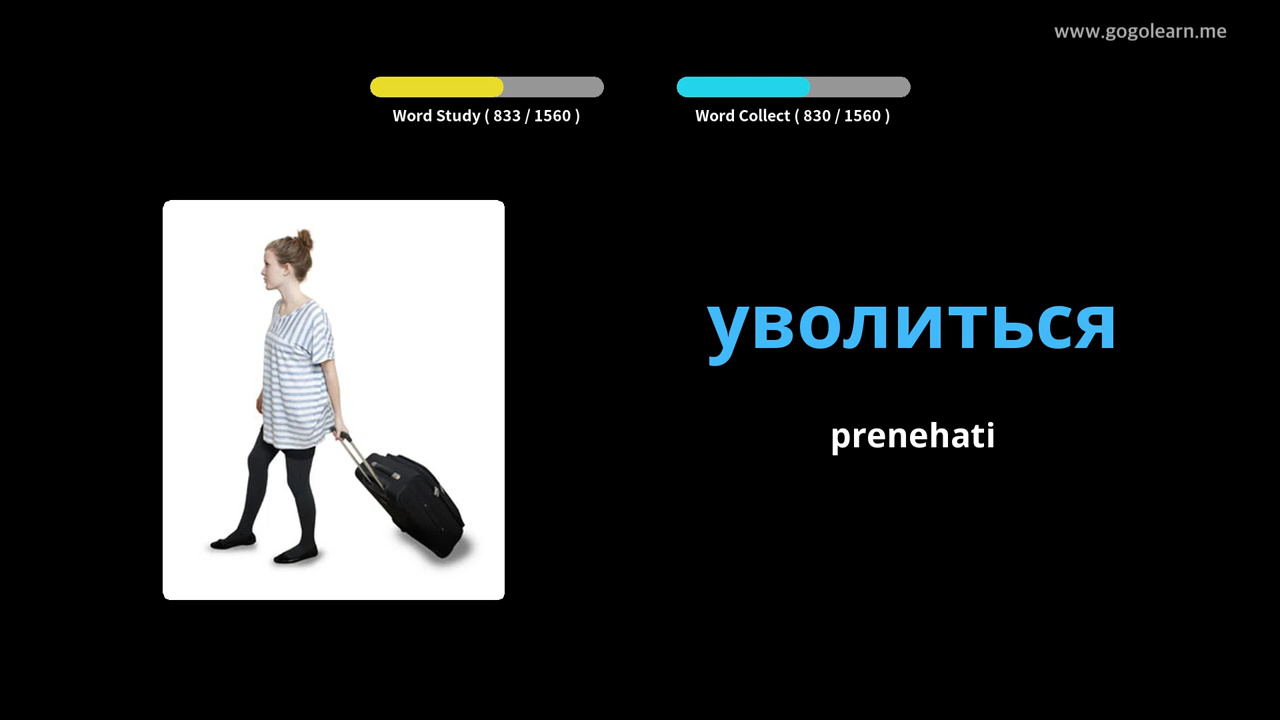 www.gogolearn.me
Word Study ( 833 / 1560 )
Word Collect ( 830 / 1560 )
уволиться
prenehati